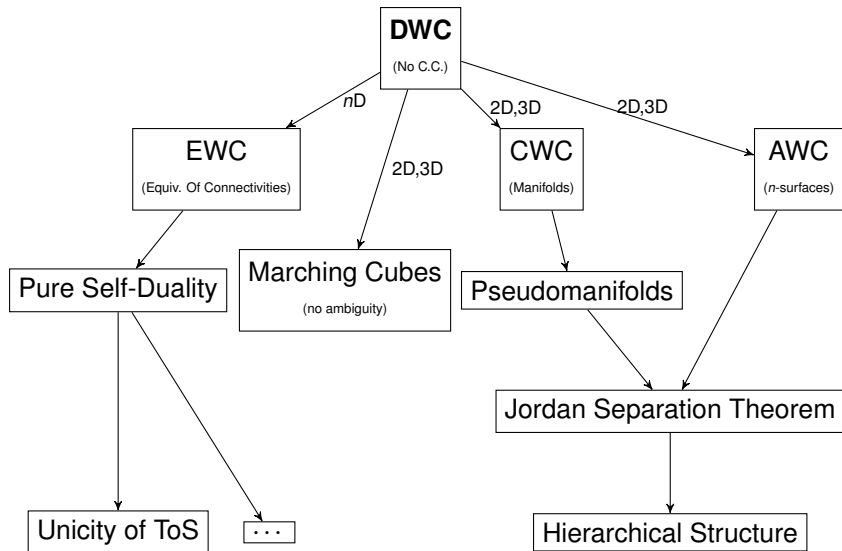 DWC
(No C.C.)
nD
2D,3D
2D,3D
2D,3D
EWC
(Equiv. Of Connectivities)
CWC
(Manifolds)
AWC
(n-surfaces)
Pure Self-Duality
Marching Cubes
(no ambiguity)
Pseudomanifolds
Jordan Separation Theorem
Unicity of ToS
...
Hierarchical Structure